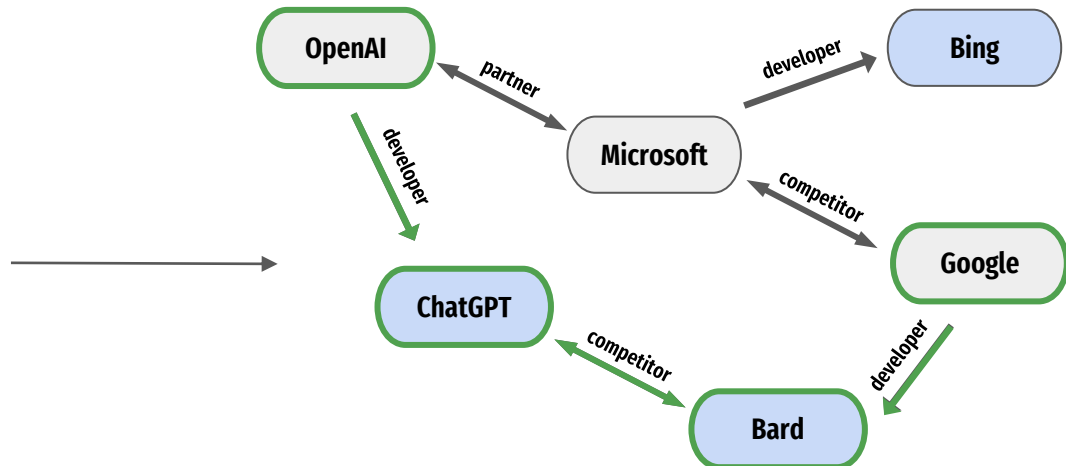 OpenAI
partner
developer
Bing
Microsoft
developer
competitor
Google
ChatGPT
competitor
developer
Bard